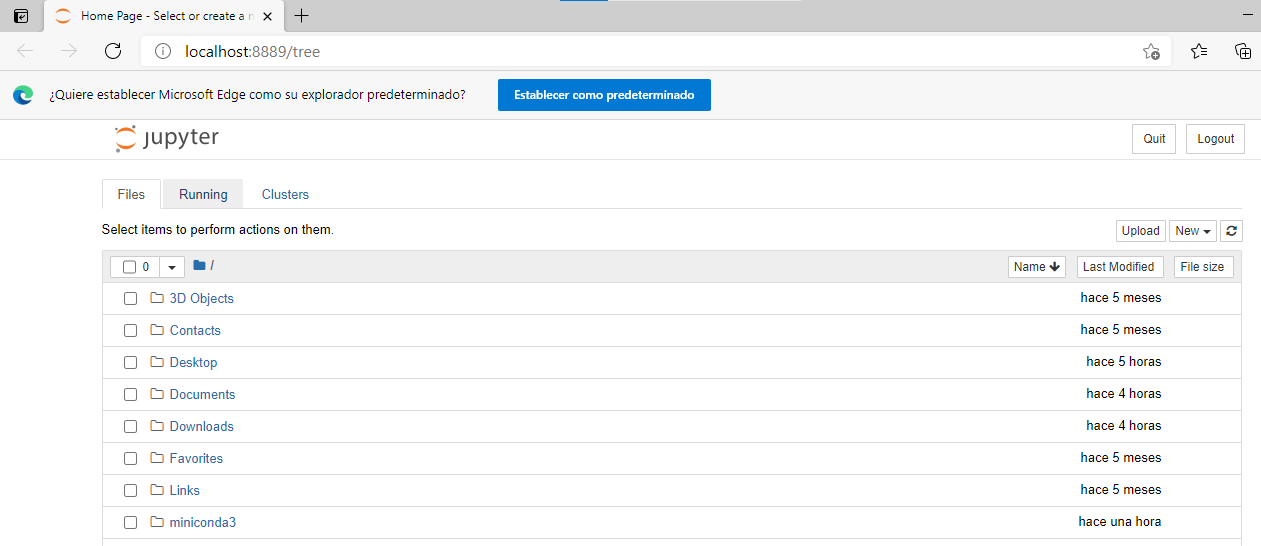 Home Page - Select or create a n
localhost:8889/tree
¿Quiere establecer Microsoft Edge como su explorador predeterminado? Establecer como predeterminado
jupyter Quit Logout
Files Running Clusters
Select items to perform actions on them. Upload New
0 / Name Last Modified File size
3D Objects hace 5 meses
Contacts hace 5 meses
Desktop hace 5 horas
Documents hace 4 horas
Downloads hace 4 horas
Favorites hace 5 meses
Links hace 5 meses
miniconda3 hace una hora